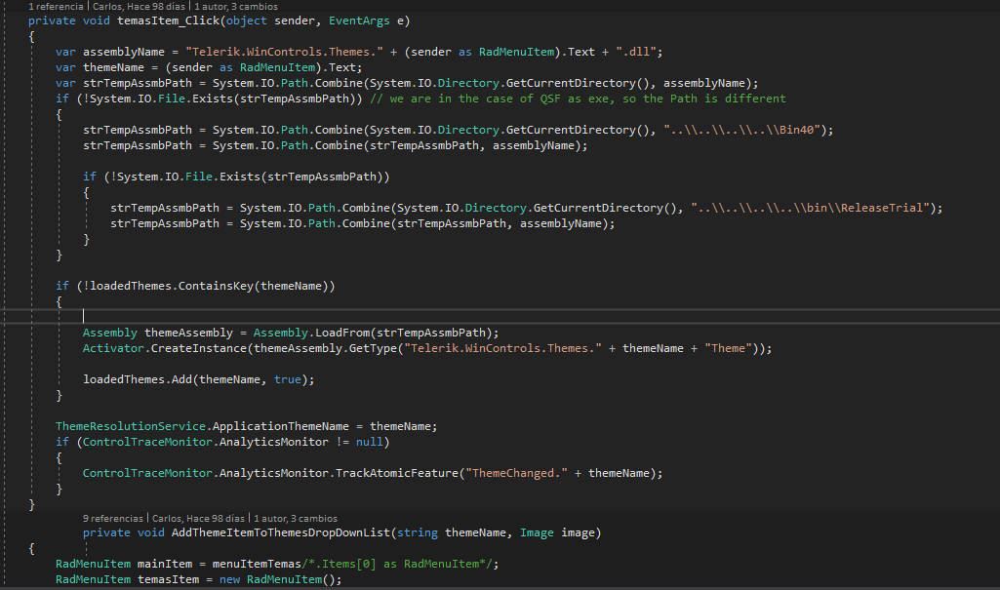 1 referencia | Carlos, Hace 98 días | 1 autor, 3 cambios
private void temasItem_Click(object sender, EventArgs e)
{
var assemblyName = "Telerik.WinControls.Themes." + (sender as RadMenuItem).Text + ".dll";
var themeName = (sender as RadMenuItem).Text;
var strTempAssmbPath = System.IO.Path.Combine(System.IO.Directory.GetCurrentDirectory(), assemblyName);
if (!System.IO.File.Exists(strTempAssmbPath)) // we are in the case of QSF as exe, so the Path is different
{
strTempAssmbPath = System.IO.Path.Combine(System.IO.Directory.GetCurrentDirectory(), "..\\..\\..\\..\\Bin40");
strTempAssmbPath = System.IO.Path.Combine(strTempAssmbPath, assemblyName);
if (!System.IO.File.Exists(strTempAssmbPath))
{
strTempAssmbPath = System.IO.Path.Combine(System.IO.Directory.GetCurrentDirectory(), "..\\..\\..\\..\\bin\\ReleaseTrial");
strTempAssmbPath = System.IO.Path.Combine(strTempAssmbPath, assemblyName);
}
}
if (!loadedThemes.ContainsKey(themeName))
{
Assembly themeAssembly = Assembly.LoadFrom(strTempAssmbPath);
Activator.CreateInstance(themeAssembly.GetType("Telerik.WinControls.Themes." + themeName + "Theme"));
loadedThemes.Add(themeName, true);
}
ThemeResolutionService.ApplicationThemeName = themeName;
if (ControlTraceMonitor.AnalyticsMonitor != null)
{
ControlTraceMonitor.AnalyticsMonitor.TrackAtomicFeature("ThemeChanged." + themeName);
}
}
9 referencias | Carlos, Hace 98 días | 1 autor, 3 cambios
private void AddThemeItemToThemesDropDownList(string themeName, Image image)
{
RadMenuItem mainItem = menuItemTemas/*.Items[0] as RadMenuItem*/;
RadMenuItem temasItem = new RadMenuItem();